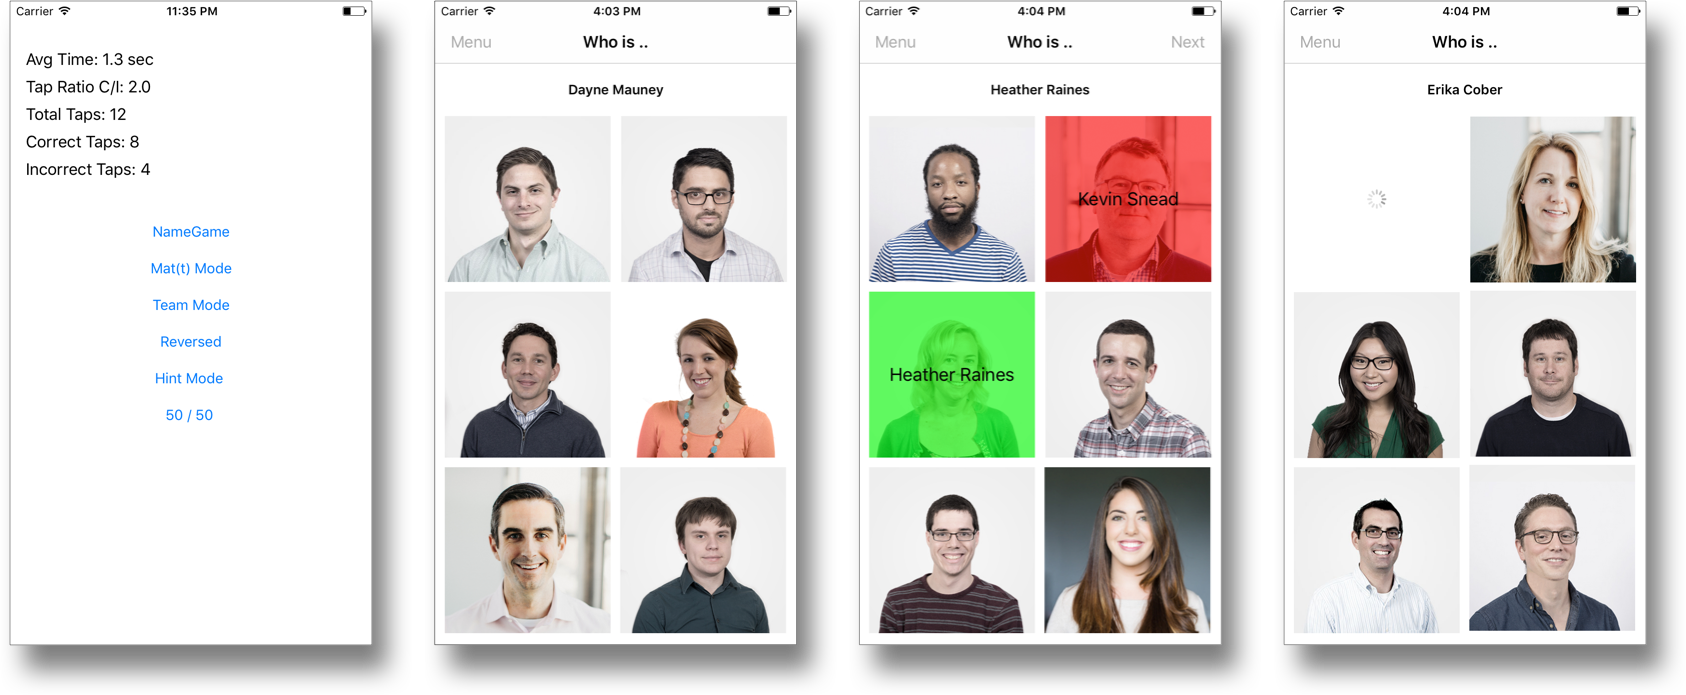 Carrier 11:35 PM
Avg Time: 1.3 sec
Tap Ratio C/I: 2.0
Total Taps: 12
Correct Taps: 8
Incorrect Taps: 4
NameGame
Mat(t) Mode
Team Mode
Reversed
Hint Mode
50 / 50
Carrier 4:03 PM
Menu Who is ..
Dayne Mauney
Carrier 4:04 PM
Menu Who is .. Next
Heather Raines
Kevin Snead
Heather Raines
Carrier 4:04 PM
Menu Who is ..
Erika Cober